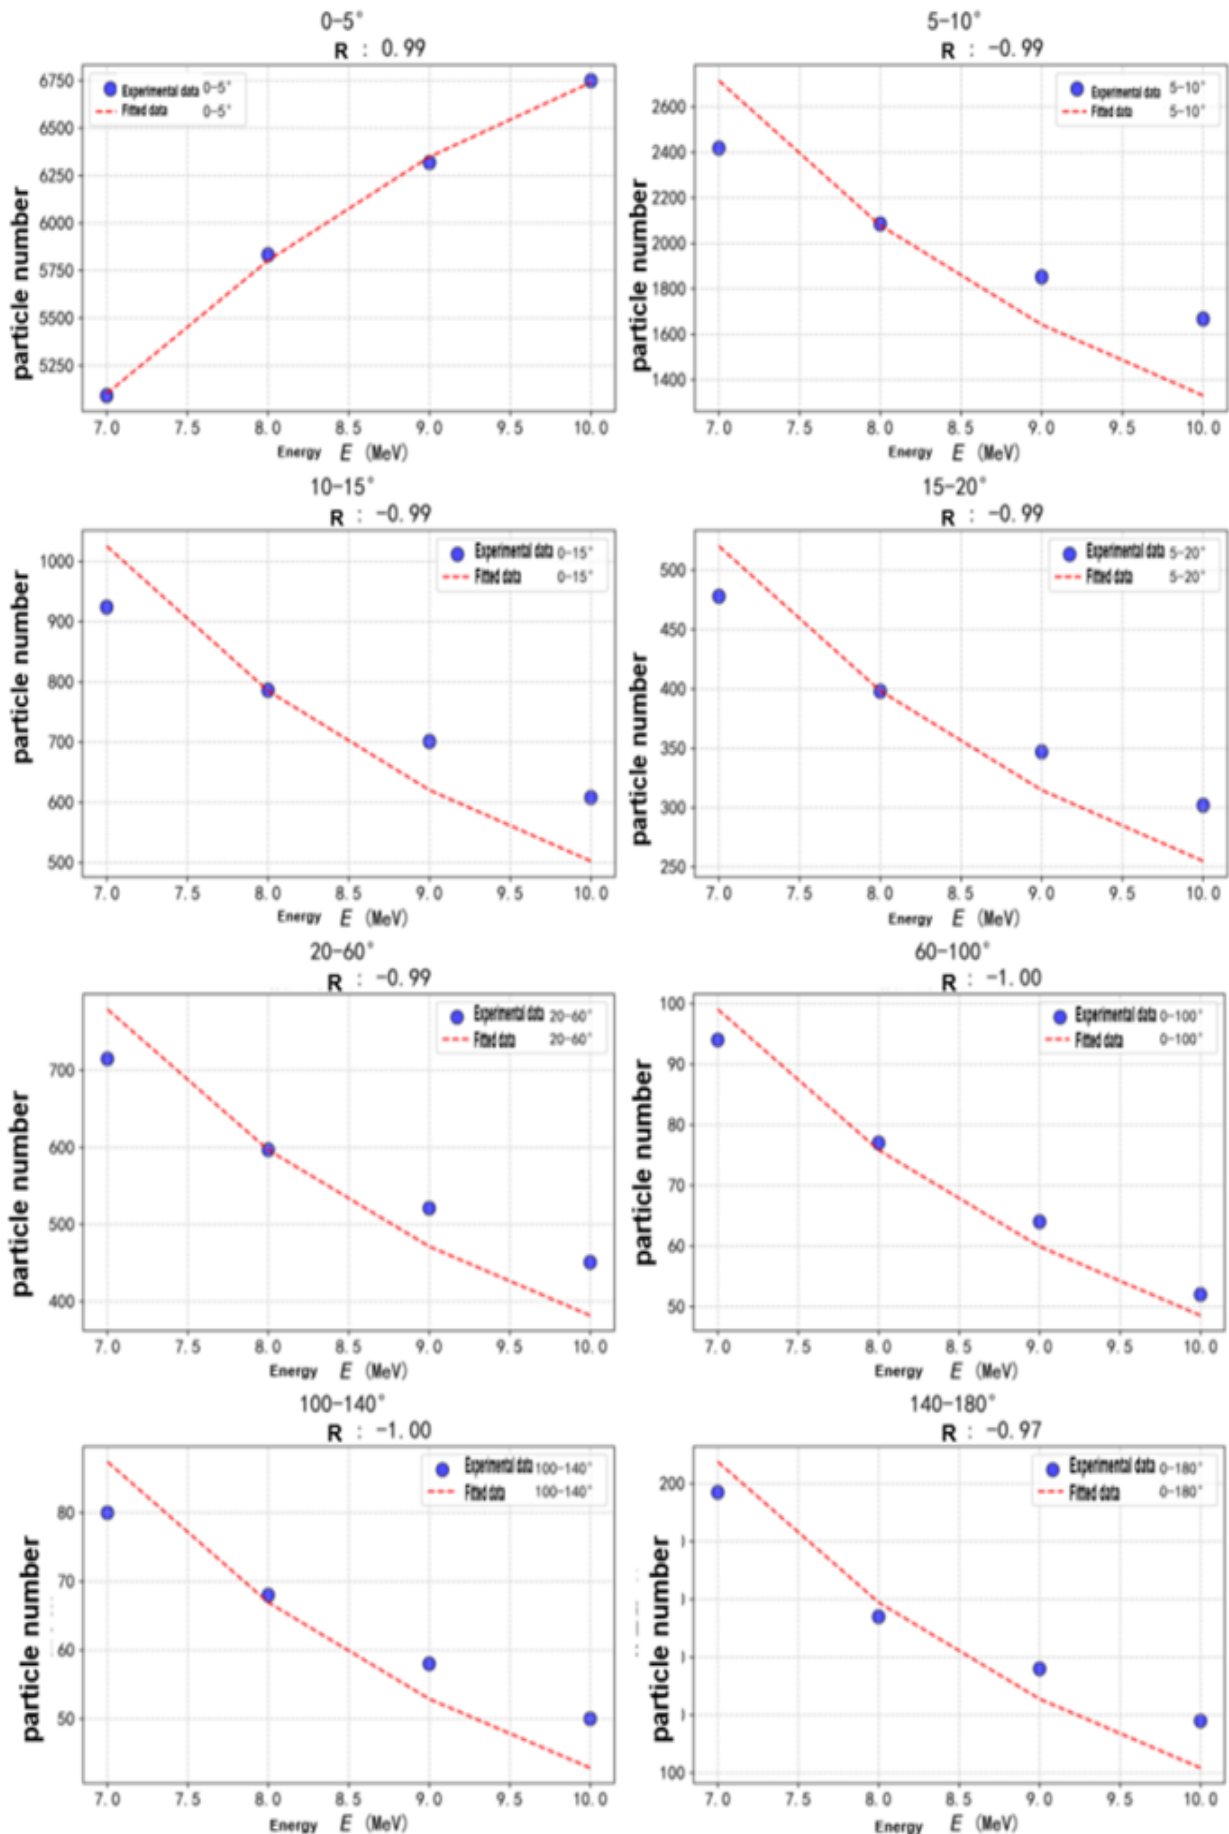 0-5°
R : 0.99
6750
6500
6250
6000
5750
5500
5250
particle number
Experimental data 0-5°
Fitted data 0-5°
7.0 7.5 8.0 8.5 9.0 9.5 10.0
Energy E (MeV)
5-10°
R : -0.99
2600
2400
2200
2000
1800
1600
1400
particle number
Experimental data 5-10°
Fitted data 5-10°
7.0 7.5 8.0 8.5 9.0 9.5 10.0
Energy E (MeV)
10-15°
R : -0.99
1000
900
800
700
600
500
particle number
Experimental data 0-15°
Fitted data 0-15°
7.0 7.5 8.0 8.5 9.0 9.5 10.0
Energy E (MeV)
15-20°
R : -0.99
500
450
400
350
300
250
particle number
Experimental data 5-20°
Fitted data 5-20°
7.0 7.5 8.0 8.5 9.0 9.5 10.0
Energy E (MeV)
20-60°
R : -0.99
700
600
500
400
particle number
Experimental data 20-60°
Fitted data 20-60°
7.0 7.5 8.0 8.5 9.0 9.5 10.0
Energy E (MeV)
60-100°
R : -1.00
100
90
80
70
60
50
particle number
Experimental data 0-100°
Fitted data 0-100°
7.0 7.5 8.0 8.5 9.0 9.5 10.0
Energy E (MeV)
100-140°
R : -1.00
80
70
60
50
particle number
Experimental data 100-140°
Fitted data 100-140°
7.0 7.5 8.0 8.5 9.0 9.5 10.0
Energy E (MeV)
140-180°
R : -0.97
200
100
particle number
Experimental data 0-180°
Fitted data 0-180°
7.0 7.5 8.0 8.5 9.0 9.5 10.0
Energy E (MeV)